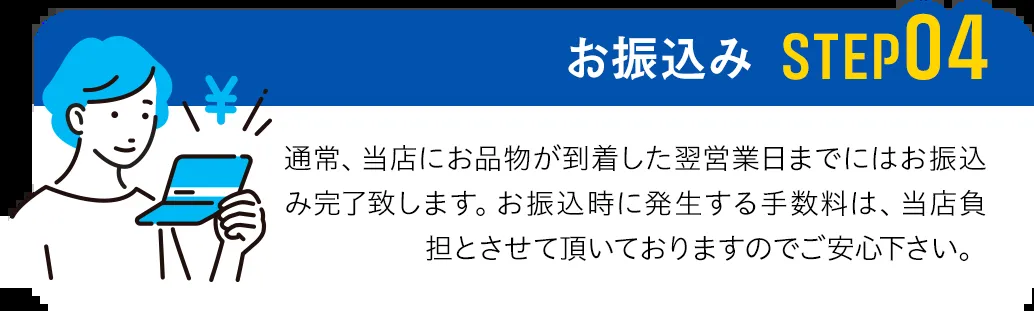 お振込み STEP04
¥
通常、当店にお品物が到着した翌営業日までにはお振込
み完了致します。お振込時に発生する手数料は、当店負
担とさせて頂いておりますのでご安心下さい。